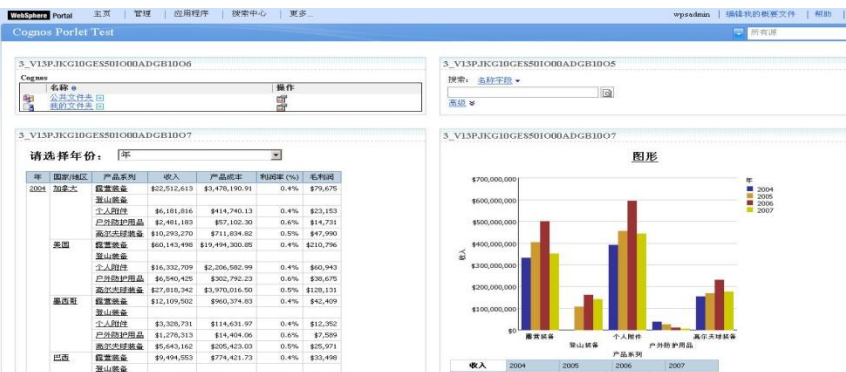 WebSphere Portal 主页 | 管理 | 应用程序 | 搜索中心 | 更多... wpsadmin | 编辑我的概要文件 | 帮助 |
Cognos Porlet Test 所有源
3_V13PJKG10GES50IO00ADGB10O6
Cognos
名称 操作
公共文件夹
我的文件夹
3_V13PJKG10GES50IO00ADGB10O5
搜索: 名称字段
高级
3_V13PJKG10GES50IO00ADGB10O7
请选择年份: 年
年 国家/地区 产品系列 收入 产品成本 利润率 (%) 毛利润
2004 加拿大 露营装备 $22,512,613 $3,478,190.91 0.4% $79,675
登山装备
个人附件 $6,181,816 $414,740.13 0.4% $23,153
户外防护用品 $2,481,183 $57,102.30 0.6% $14,731
高尔夫球装备 $10,293,270 $711,834.82 0.5% $47,990
美国 露营装备 $60,143,498 $19,494,300.85 0.4% $210,796
登山装备
个人附件 $16,332,709 $2,206,582.99 0.4% $60,943
户外防护用品 $6,540,425 $302,792.23 0.6% $38,675
高尔夫球装备 $27,818,342 $3,970,016.50 0.5% $128,131
墨西哥 露营装备 $12,109,502 $960,374.83 0.4% $42,409
登山装备
个人附件 $3,328,731 $114,631.97 0.4% $12,352
户外防护用品 $1,278,313 $14,404.06 0.6% $7,589
高尔夫球装备 $5,643,162 $205,423.03 0.5% $25,971
巴西 露营装备 $9,494,553 $774,421.73 0.4% $33,498
登山装备
3_V13PJKG10GES50IO00ADGB10O7
图形
$700,000,000
$600,000,000
$500,000,000
$400,000,000
$300,000,000
$200,000,000
$100,000,000
$0
收入
年
2004
2005
2006
2007
露营装备 登山装备 个人附件 户外防护用品 高尔夫球装备
产品系列
收入 2004 2005 2006 2007